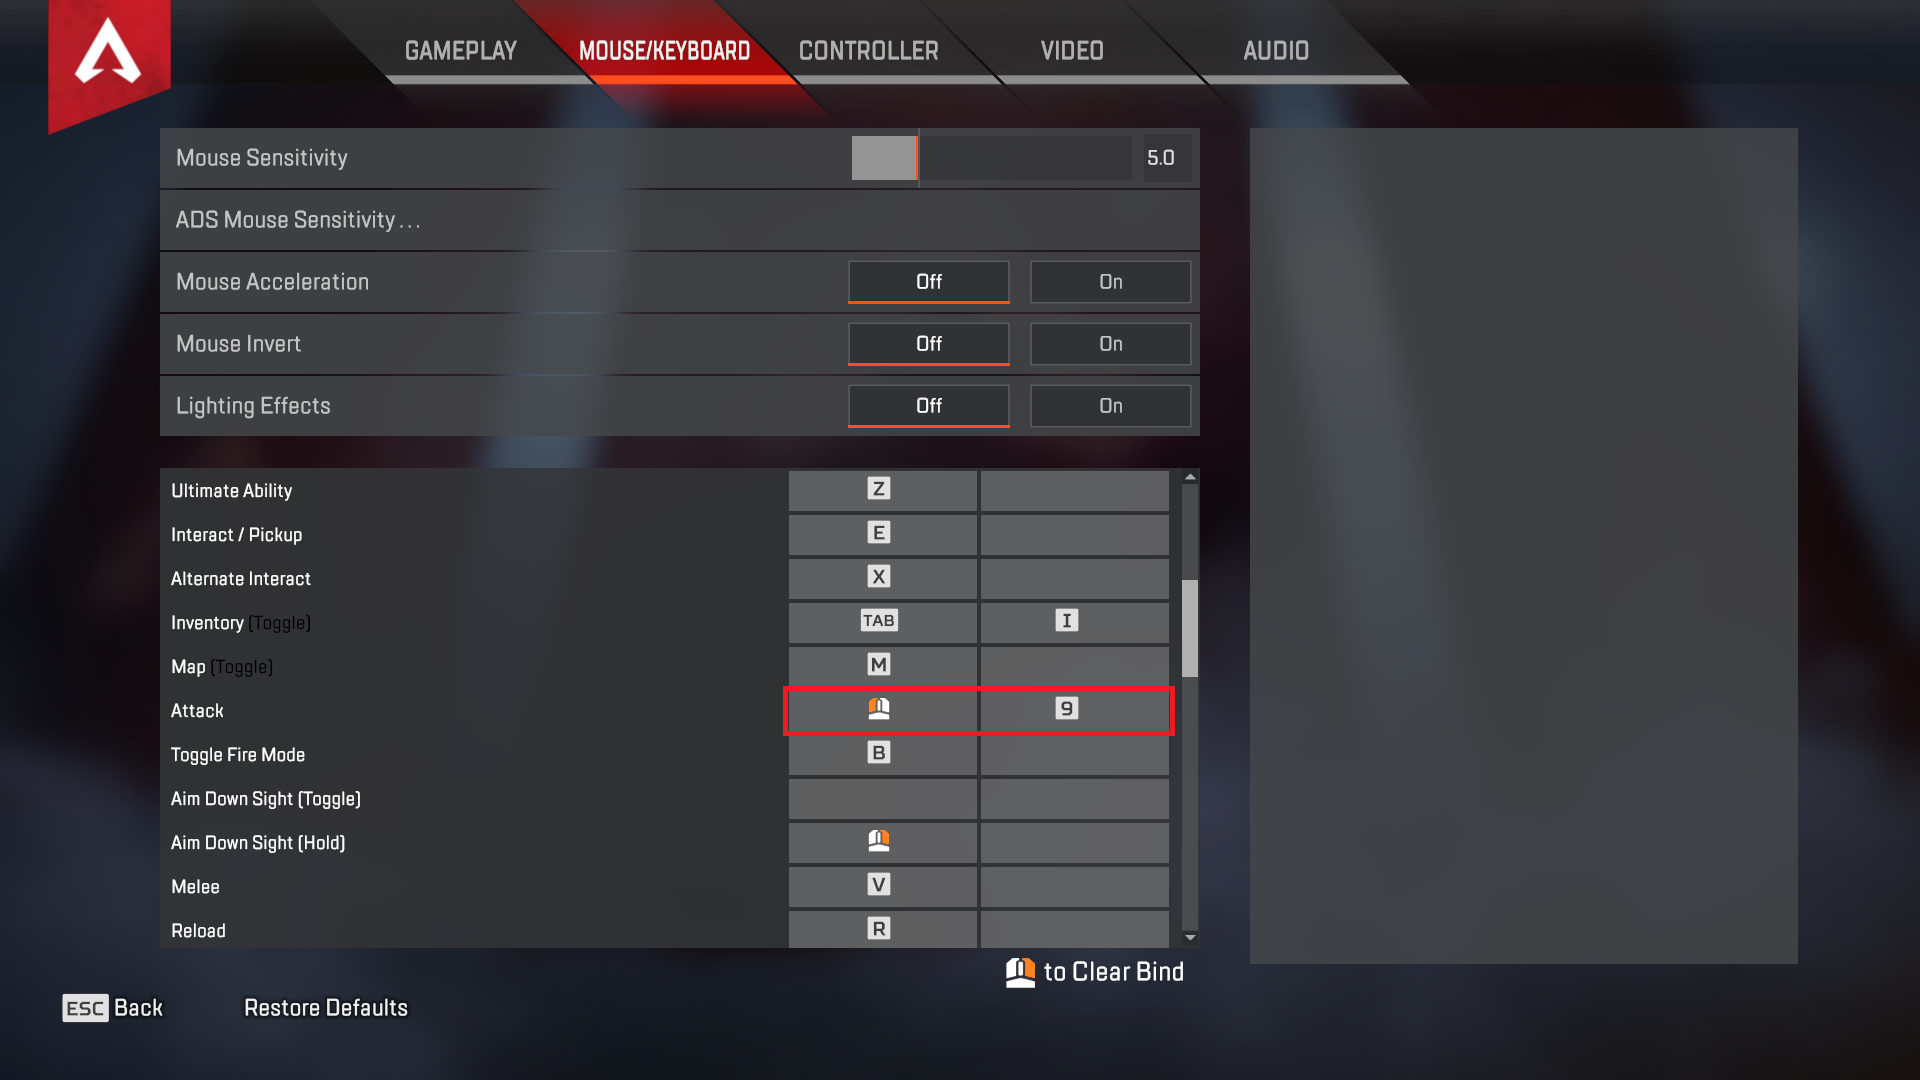 GAMEPLAY MOUSE/KEYBOARD CONTROLLER VIDEO AUDIO
Mouse Sensitivity 5.0
ADS Mouse Sensitivity...
Mouse Acceleration Off On
Mouse Invert Off On
Lighting Effects Off On
Ultimate Ability Z
Interact / Pickup E
Alternate Interact X
Inventory (Toggle) TAB I
Map (Toggle) M
Attack 9
Toggle Fire Mode B
Aim Down Sight (Toggle)
Aim Down Sight (Hold)
Melee V
Reload R
to Clear Bind
ESC Back Restore Defaults